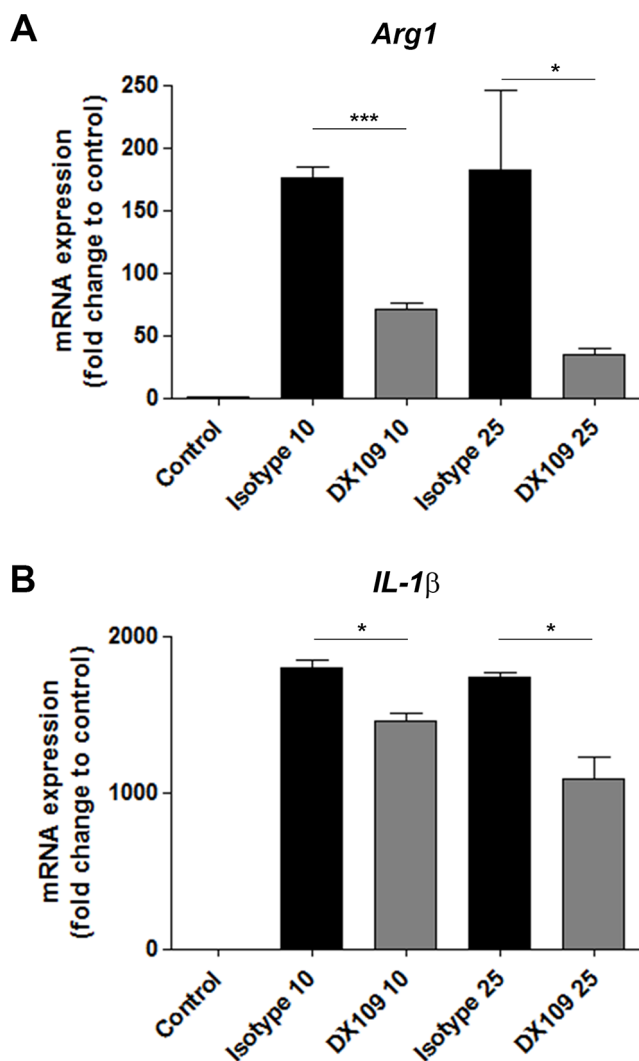 A
Arg1
mRNA expression
(fold change to control)
250
200
150
100
50
0
***
*
Control
Isotype 10
DX109 10
Isotype 25
DX109 25
B
IL-1β
mRNA expression
(fold change to control)
2000
1000
0
*
*
Control
Isotype 10
DX109 10
Isotype 25
DX109 25